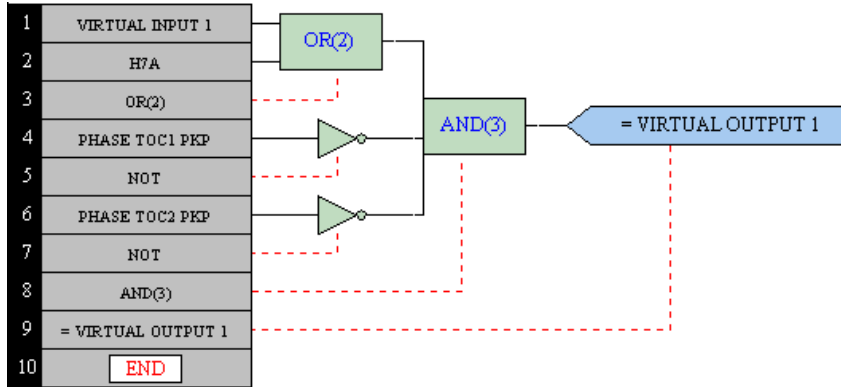 1 VIRTUAL INPUT 1
2 H7A
3 OR(2)
4 PHASE TOC1 PKP
5 NOT
6 PHASE TOC2 PKP
7 NOT
8 AND(3)
9 = VIRTUAL OUTPUT 1
10 END
OR(2)
AND(3)
= VIRTUAL OUTPUT 1